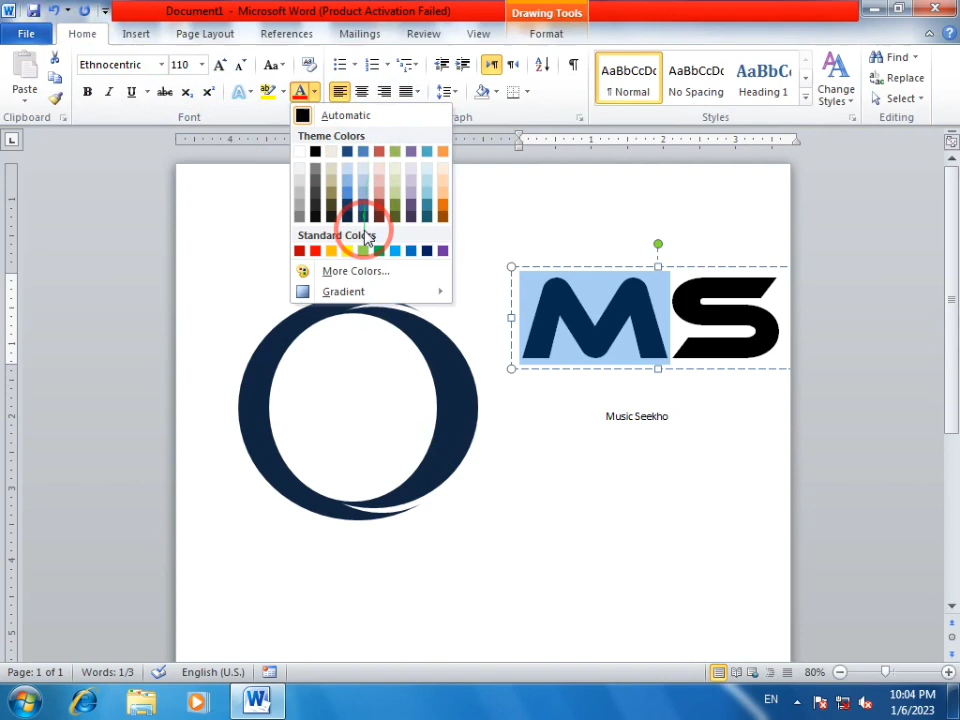 Document1 - Microsoft Word (Product Activation Failed)
Drawing Tools
File
Home
Insert
Page Layout
References
Mailings
Review
View
Format
Paste
Clipboard
Ethnocentric
110
Font
AaBbCcDc
AaBbCcDc
AaBbCc
¶ Normal
No Spacing
Heading 1
Change
Styles
Styles
Find
Replace
Select
Editing
Automatic
Theme Colors
Standard Colors
More Colors...
Gradient
MS
Music Seekho
Page: 1 of 1
Words: 1/3
English (U.S.)
80%
EN
10:04 PM
1/6/2023